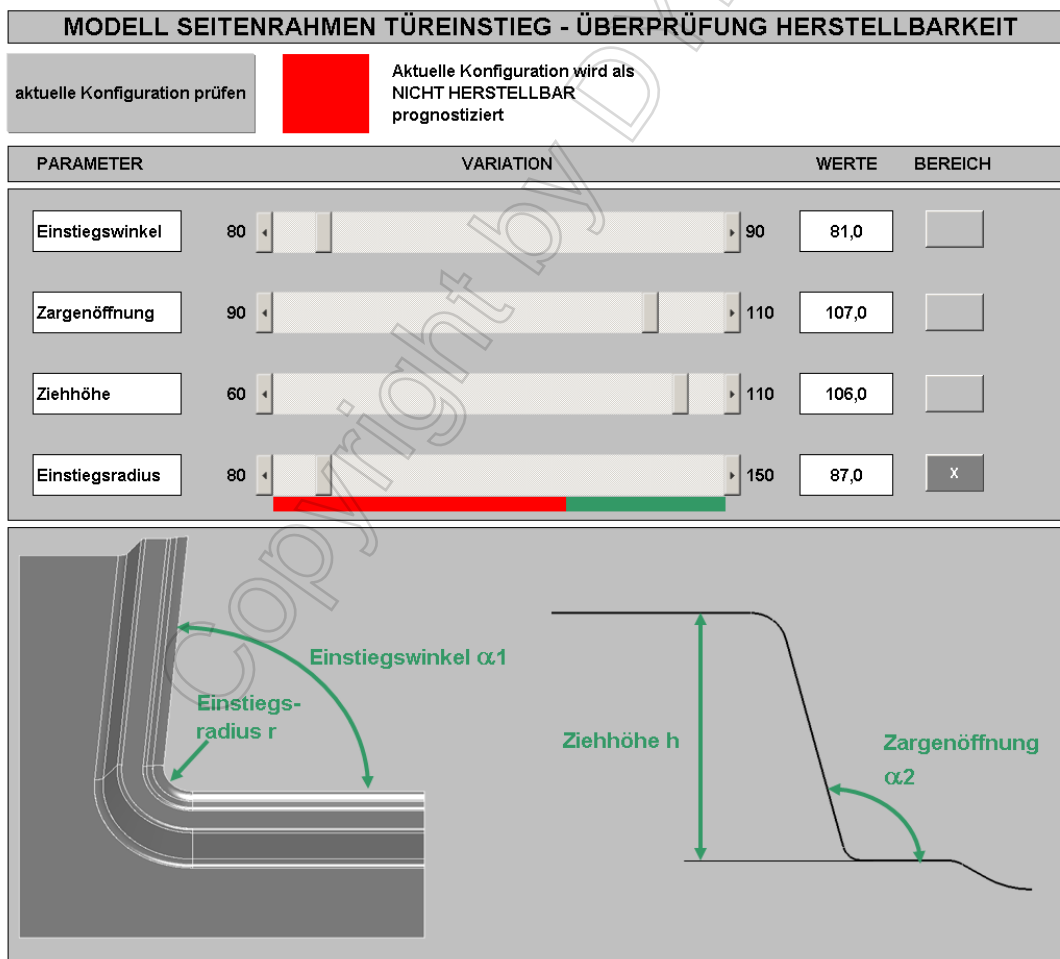 MODELL SEITENRAHMEN TÜREINSTIEG - ÜBERPRÜFUNG HERSTELLBARKEIT
aktuelle Konfiguration prüfen
Aktuelle Konfiguration wird als
NICHT HERSTELLBAR
prognostiziert
PARAMETER VARIATION WERTE BEREICH
Einstiegswinkel 80 90 81,0
Zargenöffnung 90 110 107,0
Ziehhöhe 60 110 106,0
Einstiegsradius 80 150 87,0 X
Einstiegswinkel α1
Einstiegs-
radius r
Ziehhöhe h
Zargenöffnung
α2
Copyright by